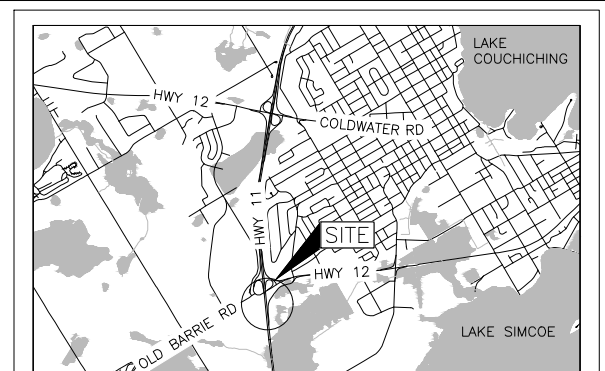 LAKE
COUCHICHING
HWY 12
COLDWATER RD
HWY 11
SITE
HWY 12
OLD BARRIE RD
LAKE SIMCOE